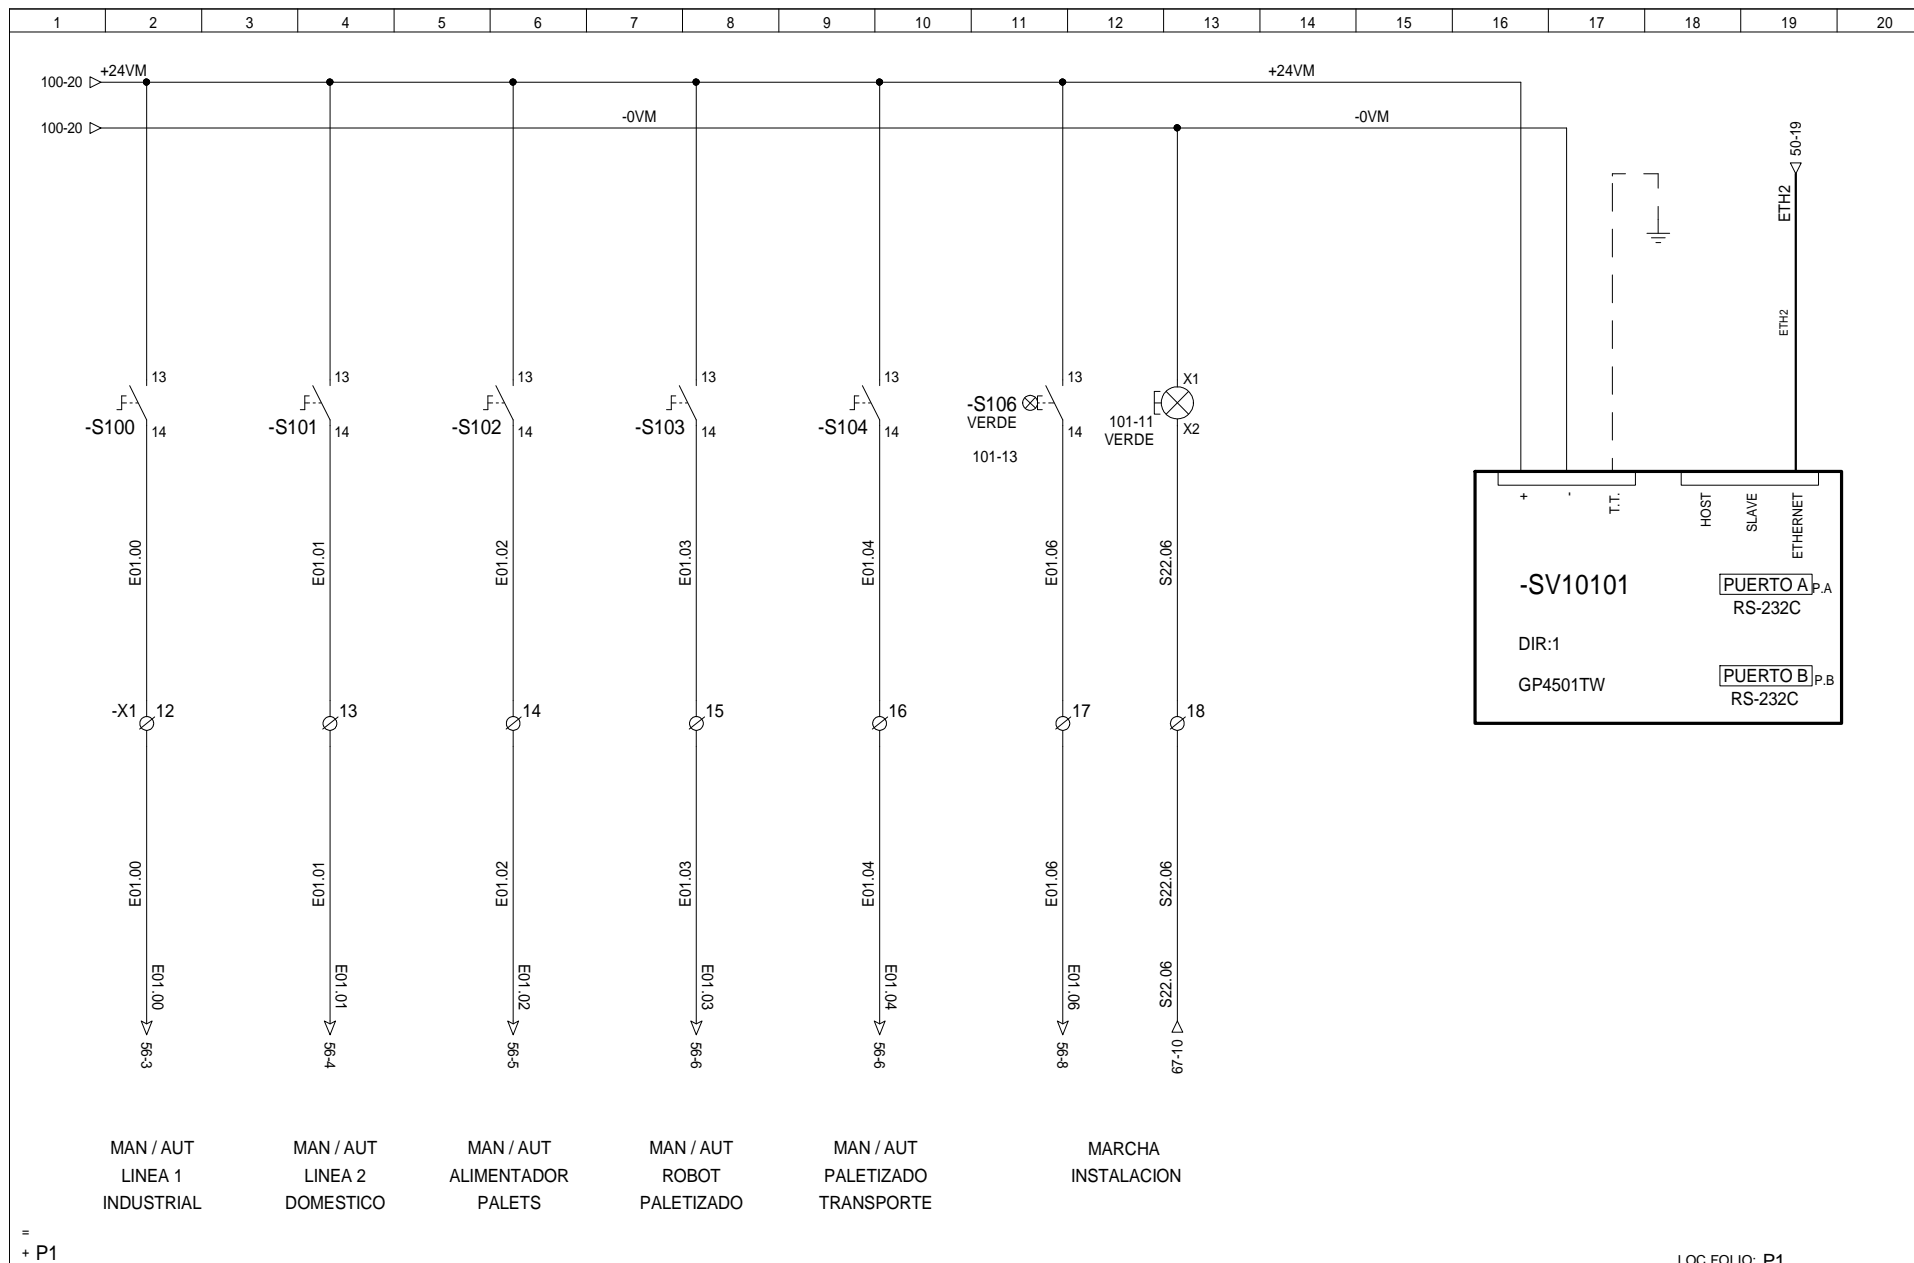 1 2 3 4 5 6 7 8 9 10 11 12 13 14 15 16 17 18 19 20
+24VM +24VM
100-20
-0VM -0VM
100-20
50-19
ETH2
ETH2
13 13 13 13 13 13 X1
-S100 -S101 -S102 -S103 -S104 -S106 101-11
14 14 14 14 14 VERDE 14 VERDE X2
101-13
+ - T.T. HOST SLAVE ETHERNET
E01.00 E01.01 E01.02 E01.03 E01.04 E01.06 S22.06
-SV10101 PUERTO A P.A
RS-232C
DIR:1
GP4501TW PUERTO B P.B
RS-232C
-X1 12 13 14 15 16 17 18
E01.00 E01.01 E01.02 E01.03 E01.04 E01.06 S22.06
E01.00 E01.01 E01.02 E01.03 E01.04 E01.06 S22.06
56-3 56-4 56-5 56-6 56-6 56-8 67-10
MAN / AUT MAN / AUT MAN / AUT MAN / AUT MAN / AUT MARCHA
LINEA 1 LINEA 2 ALIMENTADOR ROBOT PALETIZADO INSTALACION
INDUSTRIAL DOMESTICO PALETS PALETIZADO TRANSPORTE
=
+ P1
LOC.FOLIO: P1